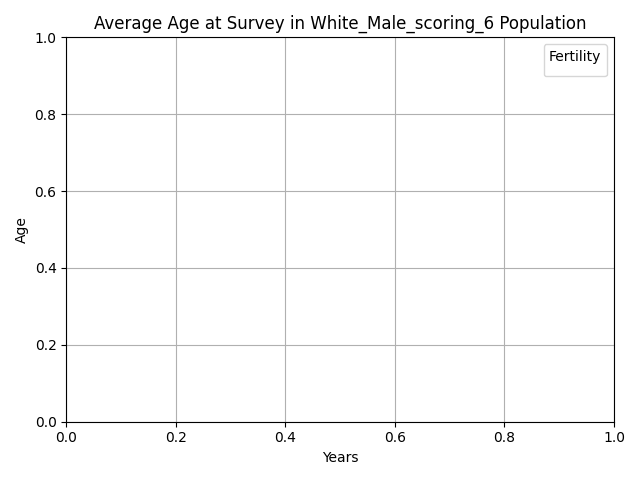 Average Age at Survey in White_Male_scoring_6 Population
Fertility
1.0
0.8
0.6
0.4
0.2
0.0
Age
0.0 0.2 0.4 0.6 0.8 1.0
Years